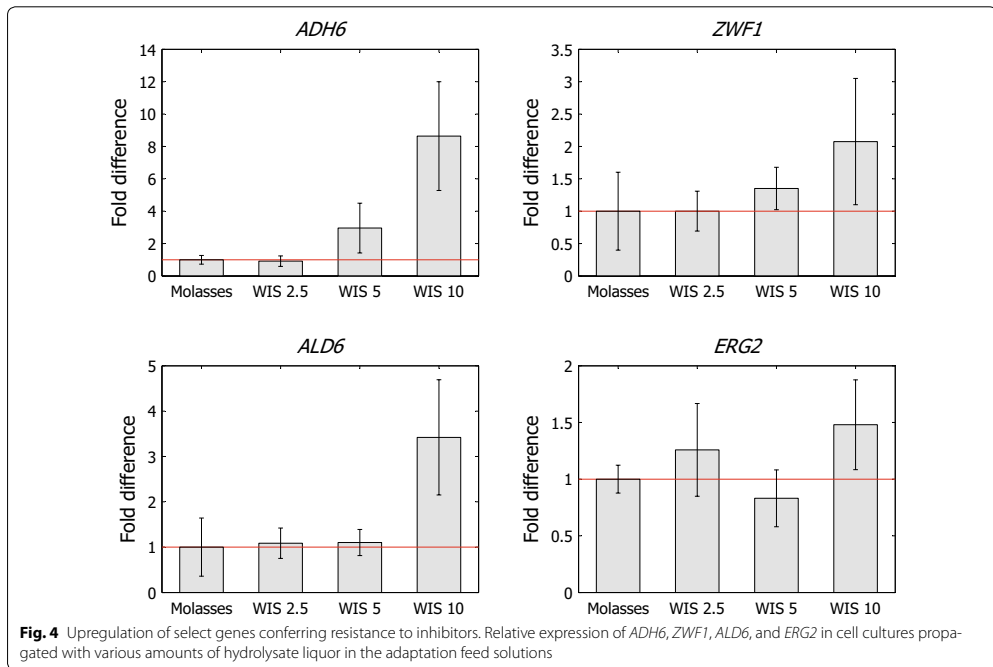 ADH6
Fold difference
14
12
10
8
6
4
2
0
Molasses WIS 2.5 WIS 5 WIS 10
ZWF1
Fold difference
3.5
3
2.5
2
1.5
1
0.5
0
Molasses WIS 2.5 WIS 5 WIS 10
ALD6
Fold difference
5
4
3
2
1
0
Molasses WIS 2.5 WIS 5 WIS 10
ERG2
Fold difference
2
1.5
1
0.5
0
Molasses WIS 2.5 WIS 5 WIS 10
Fig. 4 Upregulation of select genes conferring resistance to inhibitors. Relative expression of ADH6, ZWF1, ALD6, and ERG2 in cell cultures propa-
gated with various amounts of hydrolysate liquor in the adaptation feed solutions